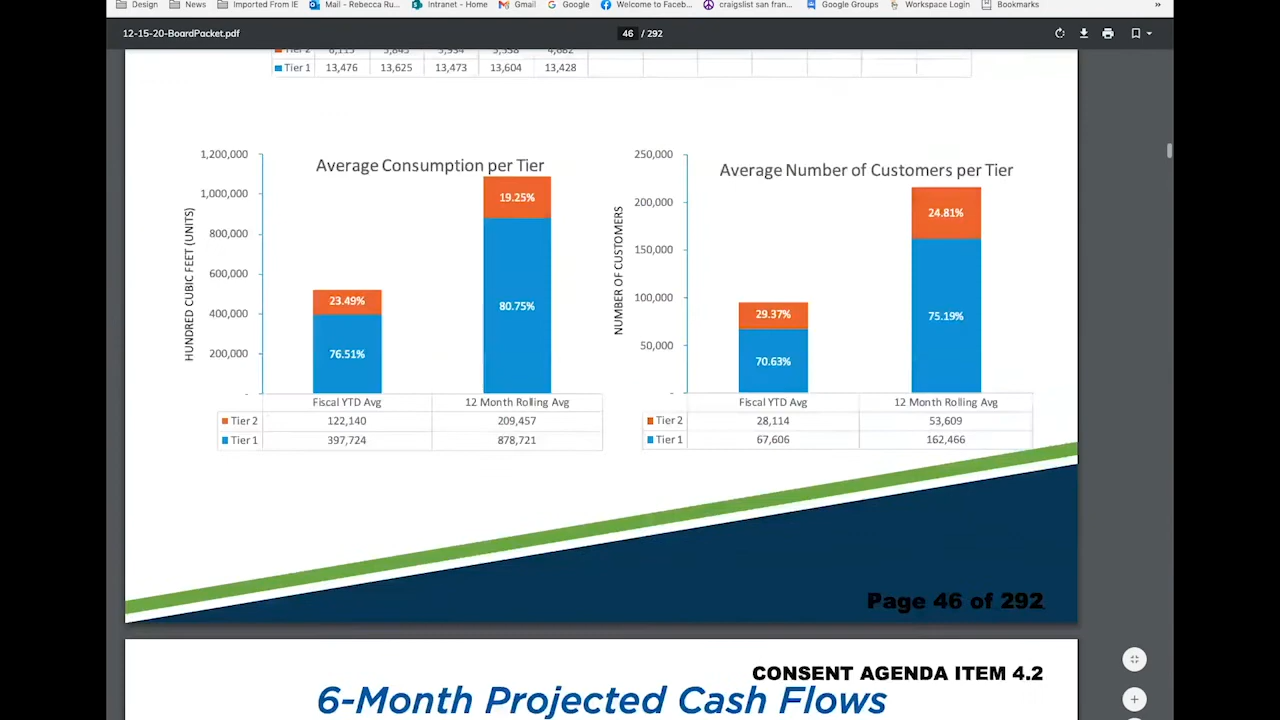 Design News Imported From IE Mail - Rebecca Ru... Intranet - Home Gmail Google Welcome to Faceb... craigslist san fran... Google Groups Workspace Login Bookmarks »
12-15-20-BoardPacket.pdf 46 / 292
Tier 1 13,476 13,625 13,473 13,604 13,428
Average Consumption per Tier
1,200,000
1,000,000
800,000
600,000
400,000
200,000
-
HUNDRED CUBIC FEET (UNITS)
23.49%
76.51%
19.25%
80.75%
Fiscal YTD Avg 12 Month Rolling Avg
Tier 2 122,140 209,457
Tier 1 397,724 878,721
Average Number of Customers per Tier
250,000
200,000
150,000
100,000
50,000
-
NUMBER OF CUSTOMERS
29.37%
70.63%
24.81%
75.19%
Fiscal YTD Avg 12 Month Rolling Avg
Tier 2 28,114 53,609
Tier 1 67,606 162,466
Page 46 of 292
CONSENT AGENDA ITEM 4.2
6-Month Projected Cash Flows